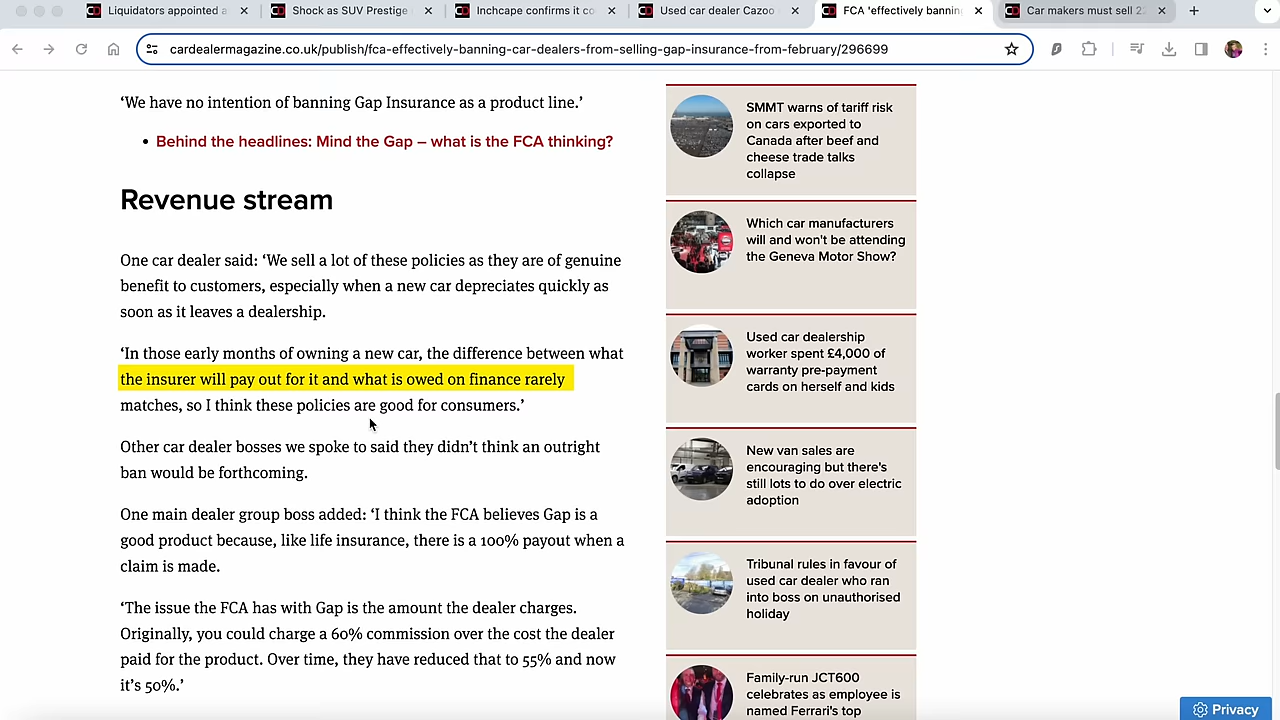 Liquidators appointed a
Shock as SUV Prestige
Inchcape confirms it co
Used car dealer Cazoo
FCA 'effectively banning
Car makers must sell 22
cardealermagazine.co.uk/publish/fca-effectively-banning-car-dealers-from-selling-gap-insurance-from-february/296699
‘We have no intention of banning Gap Insurance as a product line.’
• Behind the headlines: Mind the Gap – what is the FCA thinking?
Revenue stream
One car dealer said: ‘We sell a lot of these policies as they are of genuine
benefit to customers, especially when a new car depreciates quickly as
soon as it leaves a dealership.
‘In those early months of owning a new car, the difference between what
the insurer will pay out for it and what is owed on finance rarely
matches, so I think these policies are good for consumers.’
Other car dealer bosses we spoke to said they didn’t think an outright
ban would be forthcoming.
One main dealer group boss added: ‘I think the FCA believes Gap is a
good product because, like life insurance, there is a 100% payout when a
claim is made.
‘The issue the FCA has with Gap is the amount the dealer charges.
Originally, you could charge a 60% commission over the cost the dealer
paid for the product. Over time, they have reduced that to 55% and now
it’s 50%.’
SMMT warns of tariff risk
on cars exported to
Canada after beef and
cheese trade talks
collapse
Which car manufacturers
will and won't be attending
the Geneva Motor Show?
Used car dealership
worker spent £4,000 of
warranty pre-payment
cards on herself and kids
New van sales are
encouraging but there's
still lots to do over electric
adoption
Tribunal rules in favour of
used car dealer who ran
into boss on unauthorised
holiday
Family-run JCT600
celebrates as employee is
named Ferrari's top
Privacy